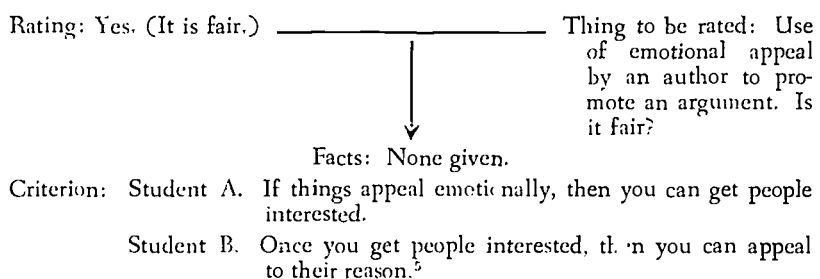 Rating: Yes. (It is fair.) Thing to be rated: Use
of emotional appeal
by an author to pro-
mote an argument. Is
it fair?
Facts: None given.
Criterion: Student A. If things appeal emotionally, then you can get people
interested.
Student B. Once you get people interested, then you can appeal
to their reason.5